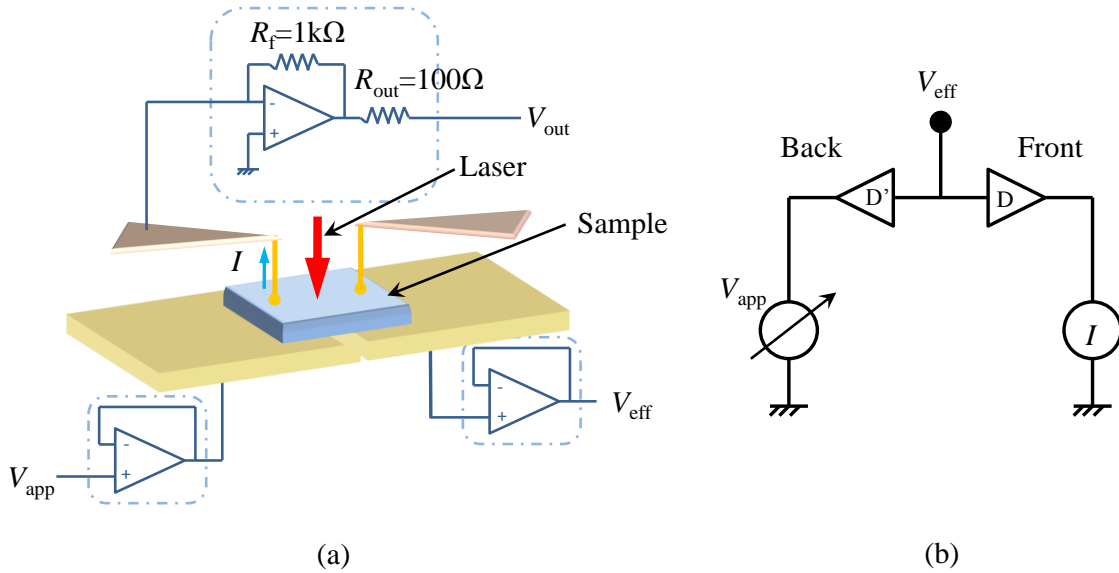 R_f=1kΩ
R_out=100Ω
-
+
V_out
Laser
Sample
I
-
+
V_eff
-
+
V_app
(a)
V_eff
Back
Front
D'
D
V_app
I
(b)